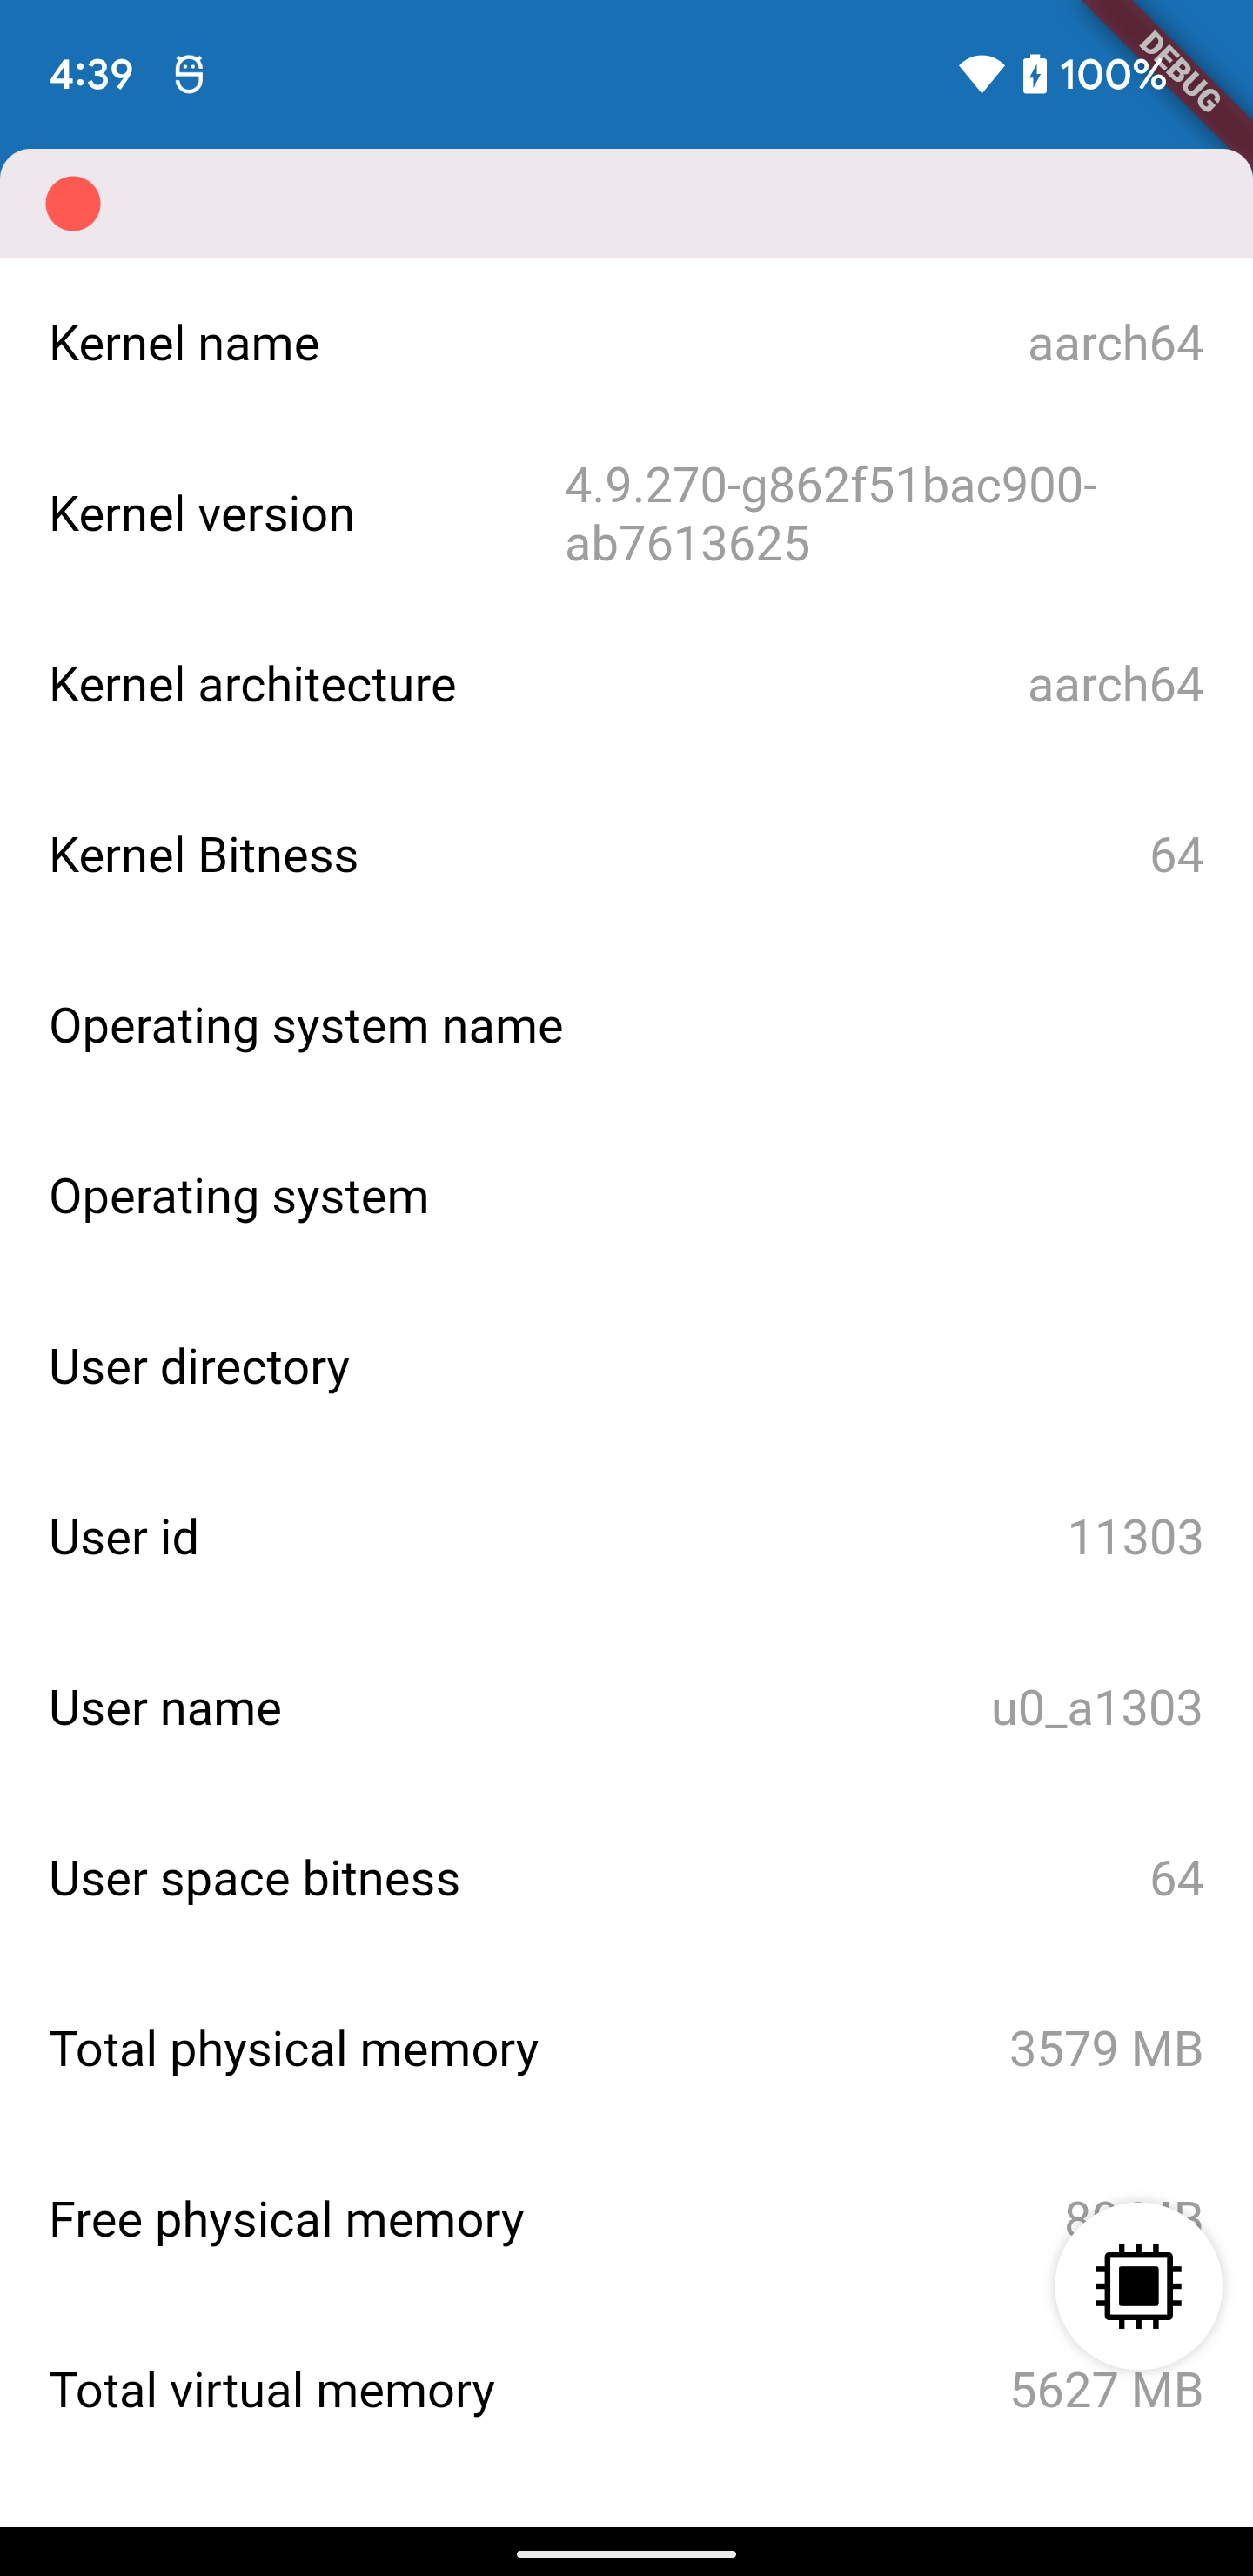 4:39 100%
DEBUG
Kernel name aarch64
Kernel version 4.9.270-g862f51bac900-
ab7613625
Kernel architecture aarch64
Kernel Bitness 64
Operating system name
Operating system
User directory
User id 11303
User name u0_a1303
User space bitness 64
Total physical memory 3579 MB
Free physical memory
Total virtual memory 5627 MB